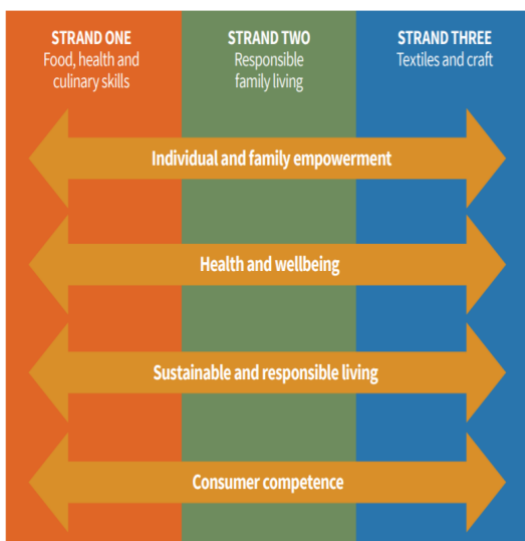 STRAND ONE
Food, health and
culinary skills
STRAND TWO
Responsible
family living
STRAND THREE
Textiles and craft
Individual and family empowerment
Health and wellbeing
Sustainable and responsible living
Consumer competence